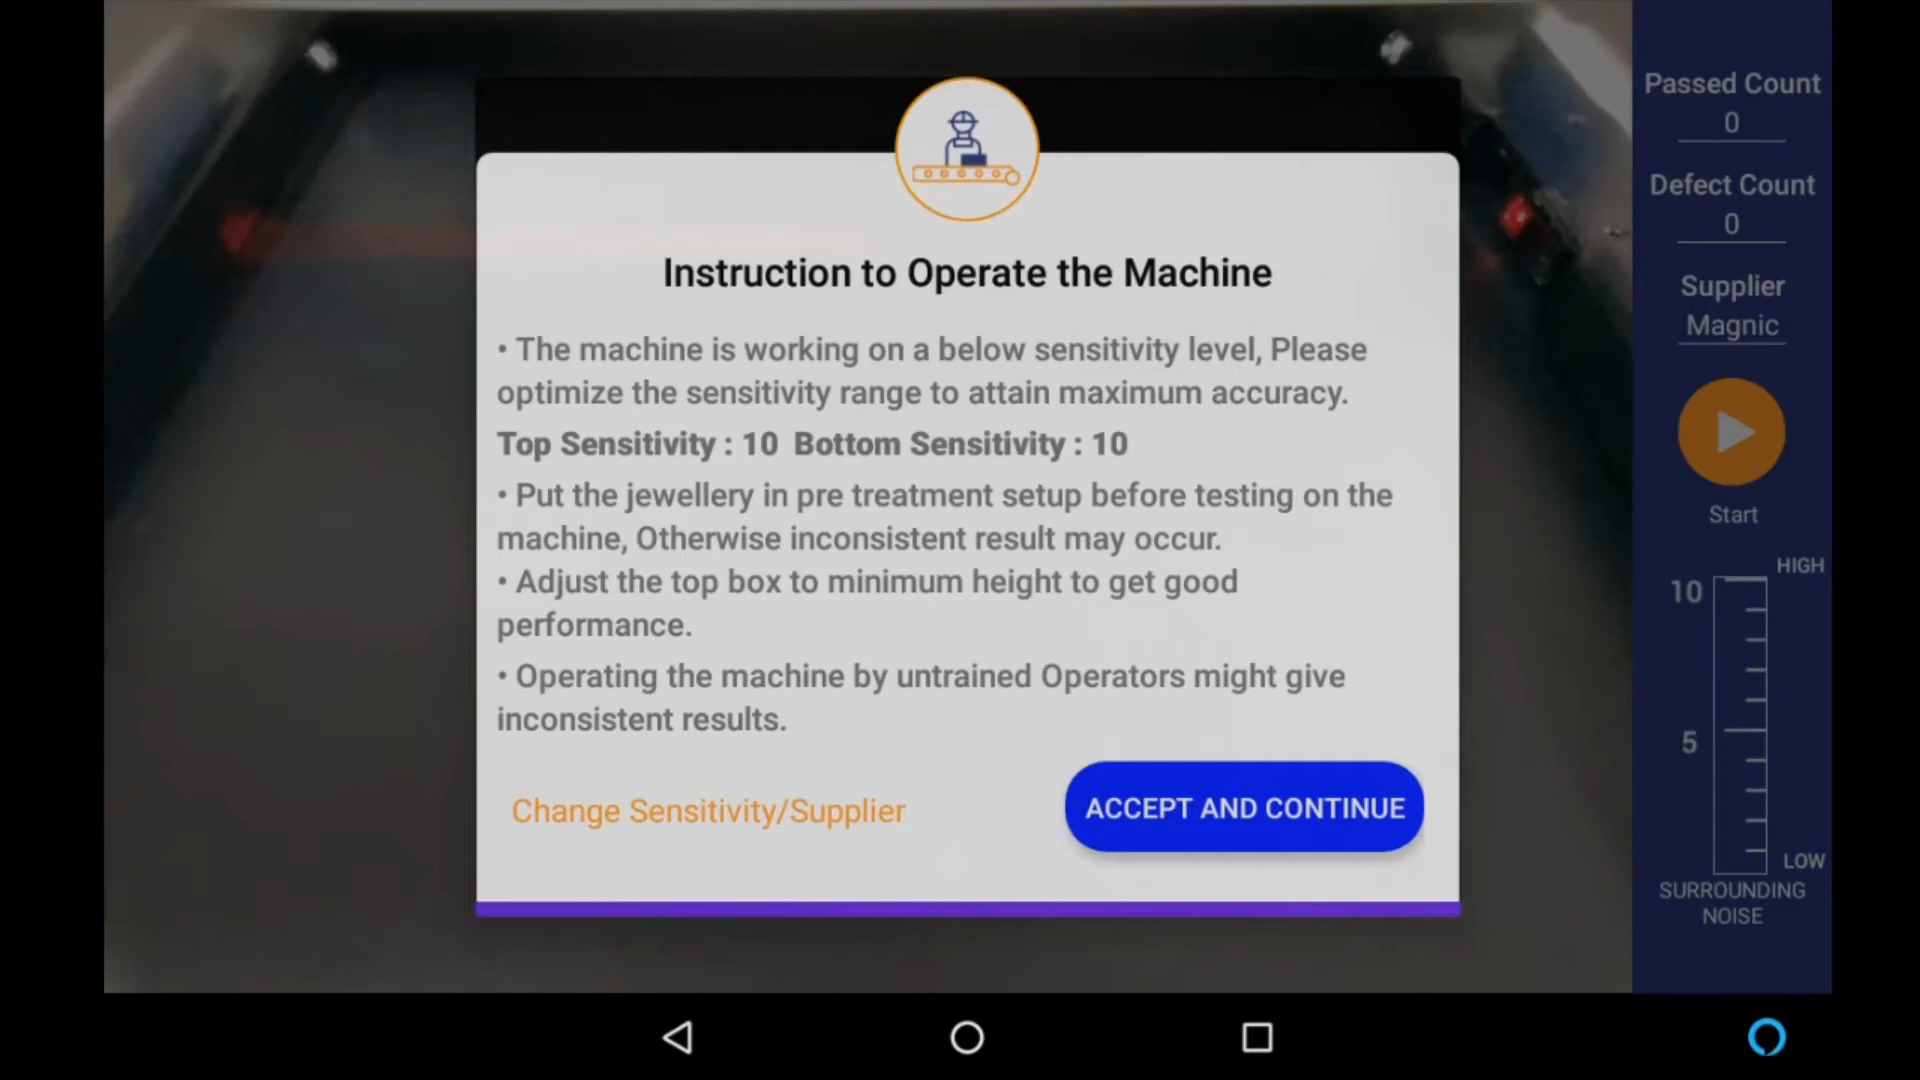 Instruction to Operate the Machine
• The machine is working on a below sensitivity level, Please
optimize the sensitivity range to attain maximum accuracy.
Top Sensitivity : 10 Bottom Sensitivity : 10
• Put the jewellery in pre treatment setup before testing on the
machine, Otherwise inconsistent result may occur.
• Adjust the top box to minimum height to get good
performance.
• Operating the machine by untrained Operators might give
inconsistent results.
Change Sensitivity/Supplier
ACCEPT AND CONTINUE
Passed Count
0
Defect Count
0
Supplier
Magnic
Start
HIGH
10
5
LOW
SURROUNDING
NOISE